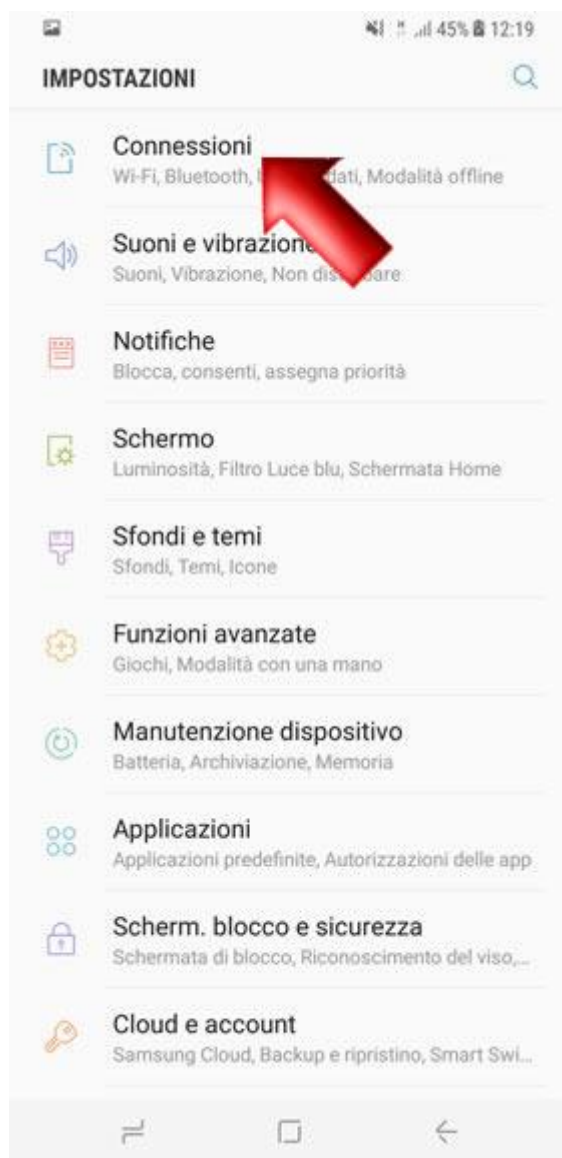 45% 12:19
IMPOSTAZIONI
Connessioni
Wi-Fi, Bluetooth, dati, Modalità offline
Suoni e vibrazione
Suoni, Vibrazione, Non
Notifiche
Blocca, consenti, assegna priorità
Schermo
Luminosità, Filtro Luce blu, Schermata Home
Sfondi e temi
Sfondi, Temi, Icone
Funzioni avanzate
Giochi, Modalità con una mano
Manutenzione dispositivo
Batteria, Archiviazione, Memoria
Applicazioni
Applicazioni predefinite, Autorizzazioni delle app
Scherm. blocco e sicurezza
Schermata di blocco, Riconoscimento del viso,...
Cloud e account
Samsung Cloud, Backup e ripristino, Smart Swi...